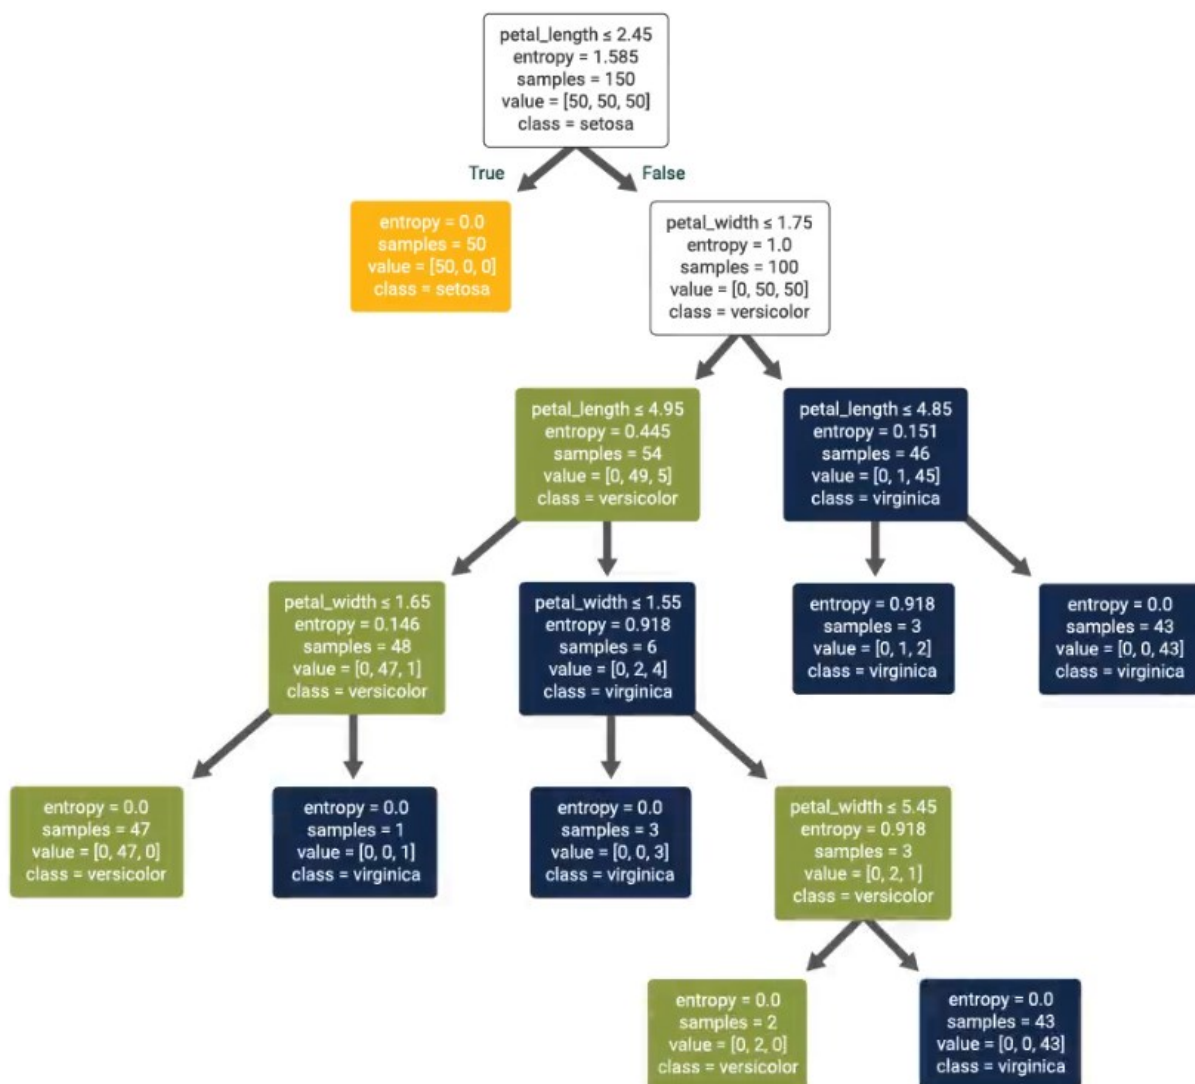 petal_length ≤ 2.45
entropy = 1.585
samples = 150
value = [50, 50, 50]
class = setosa
True
False
entropy = 0.0
samples = 50
value = [50, 0, 0]
class = setosa
petal_width ≤ 1.75
entropy = 1.0
samples = 100
value = [0, 50, 50]
class = versicolor
petal_length ≤ 4.95
entropy = 0.445
samples = 54
value = [0, 49, 5]
class = versicolor
petal_length ≤ 4.85
entropy = 0.151
samples = 46
value = [0, 1, 45]
class = virginica
petal_width ≤ 1.65
entropy = 0.146
samples = 48
value = [0, 47, 1]
class = versicolor
petal_width ≤ 1.55
entropy = 0.918
samples = 6
value = [0, 2, 4]
class = virginica
entropy = 0.918
samples = 3
value = [0, 1, 2]
class = virginica
entropy = 0.0
samples = 43
value = [0, 0, 43]
class = virginica
entropy = 0.0
samples = 47
value = [0, 47, 0]
class = versicolor
entropy = 0.0
samples = 1
value = [0, 0, 1]
class = virginica
entropy = 0.0
samples = 3
value = [0, 0, 3]
class = virginica
petal_width ≤ 5.45
entropy = 0.918
samples = 3
value = [0, 2, 1]
class = versicolor
entropy = 0.0
samples = 2
value = [0, 2, 0]
class = versicolor
entropy = 0.0
samples = 43
value = [0, 0, 43]
class = virginica